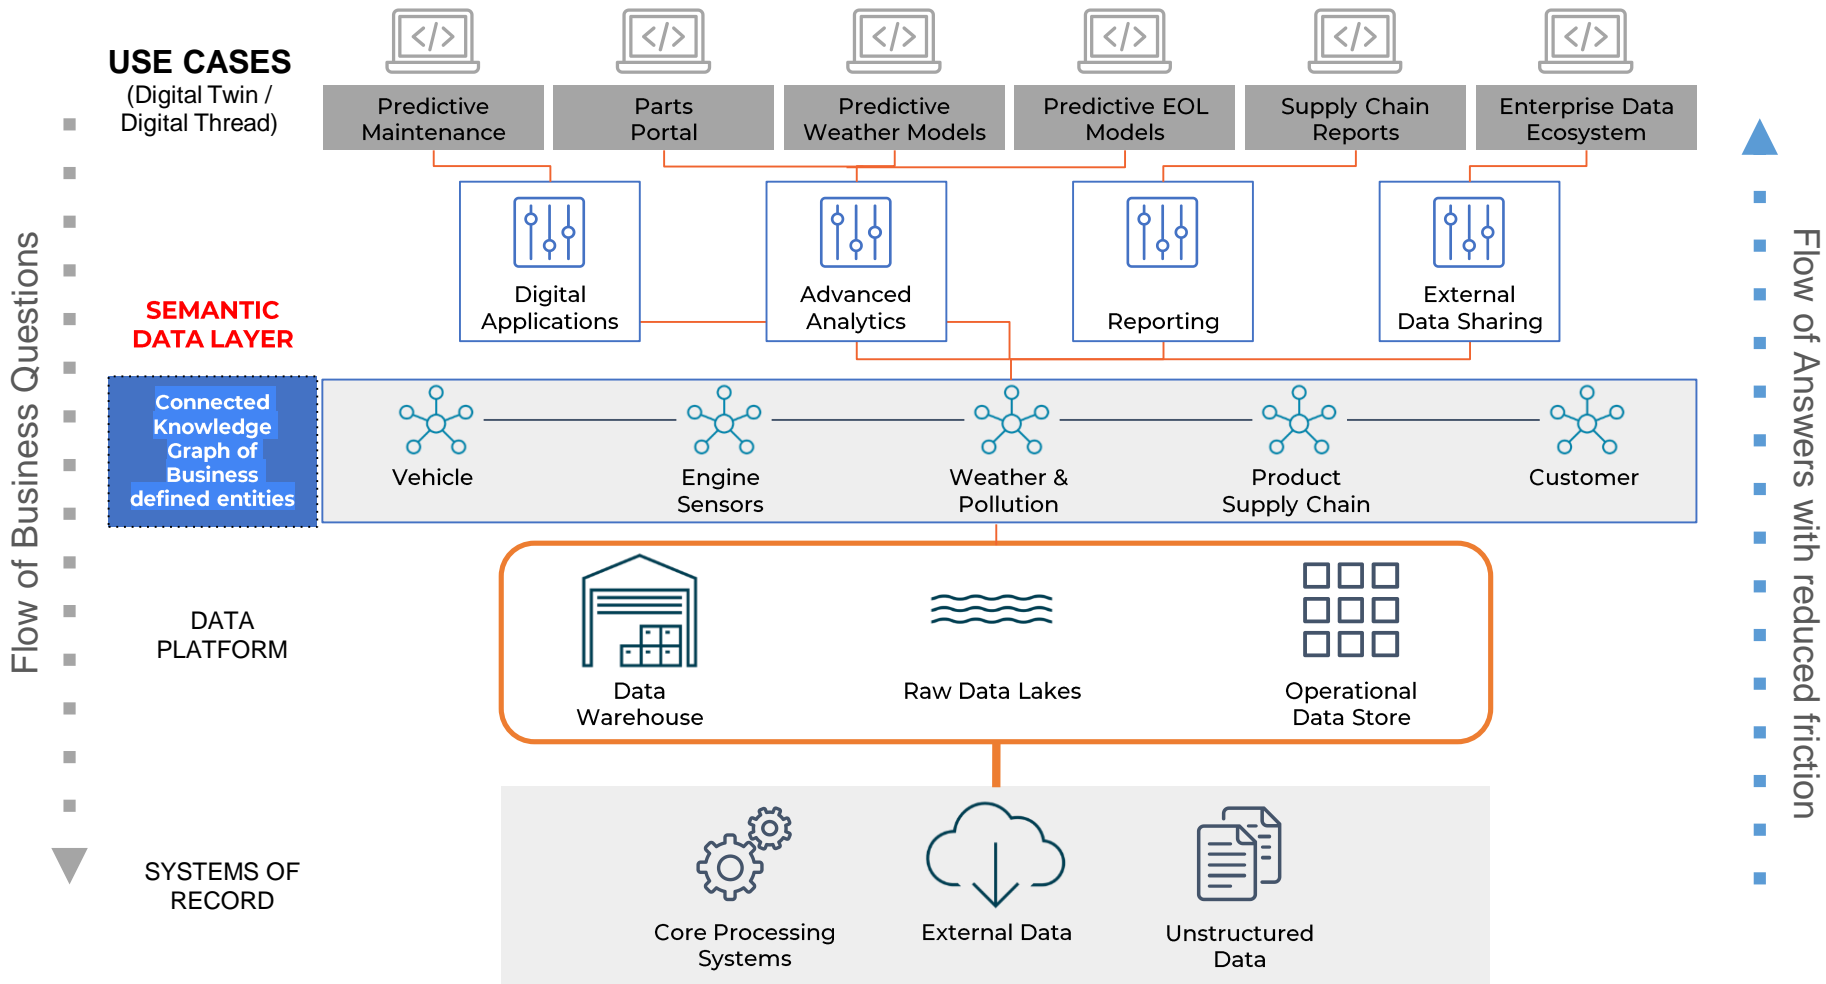 USE CASES
(Digital Twin /
Digital Thread)
Predictive
Maintenance
Parts
Portal
Predictive
Weather Models
Predictive EOL
Models
Supply Chain
Reports
Enterprise Data
Ecosystem
Digital
Applications
Advanced
Analytics
Reporting
External
Data Sharing
SEMANTIC
DATA LAYER
Connected
Knowledge
Graph of
Business
defined entities
Vehicle
Engine
Sensors
Weather &
Pollution
Product
Supply Chain
Customer
DATA
PLATFORM
Data
Warehouse
Raw Data Lakes
Operational
Data Store
SYSTEMS OF
RECORD
Core Processing
Systems
External Data
Unstructured
Data
Flow of Business Questions
Flow of Answers with reduced friction